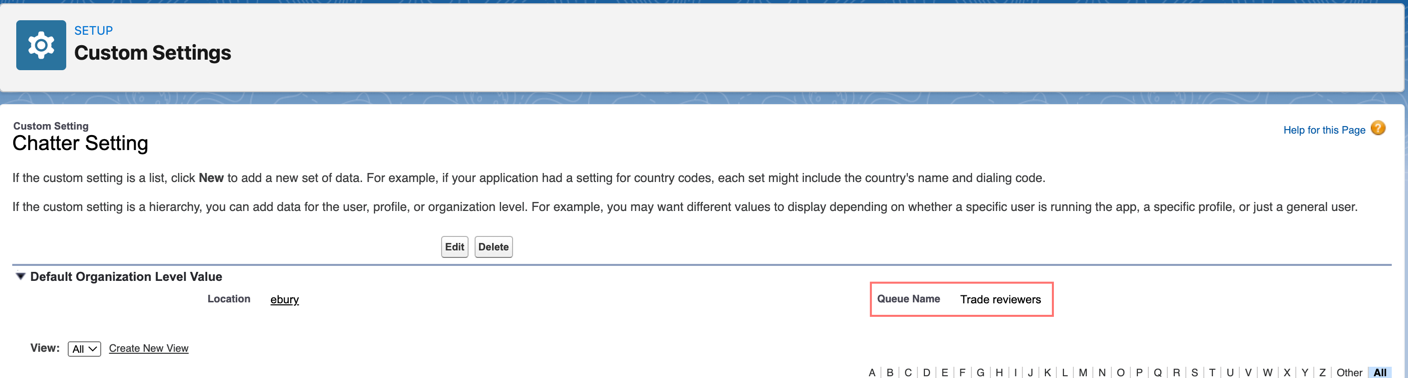 SETUP
Custom Settings
Custom Setting
Chatter Setting
Help for this Page ?
If the custom setting is a list, click New to add a new set of data. For example, if your application had a setting for country codes, each set might include the country's name and dialing code.
If the custom setting is a hierarchy, you can add data for the user, profile, or organization level. For example, you may want different values to display depending on whether a specific user is running the app, a specific profile, or just a general user.
Edit Delete
Default Organization Level Value
Location ebury Queue Name Trade reviewers
View: All Create New View
A | B | C | D | E | F | G | H | I | J | K | L | M | N | O | P | Q | R | S | T | U | V | W | X | Y | Z | Other | All